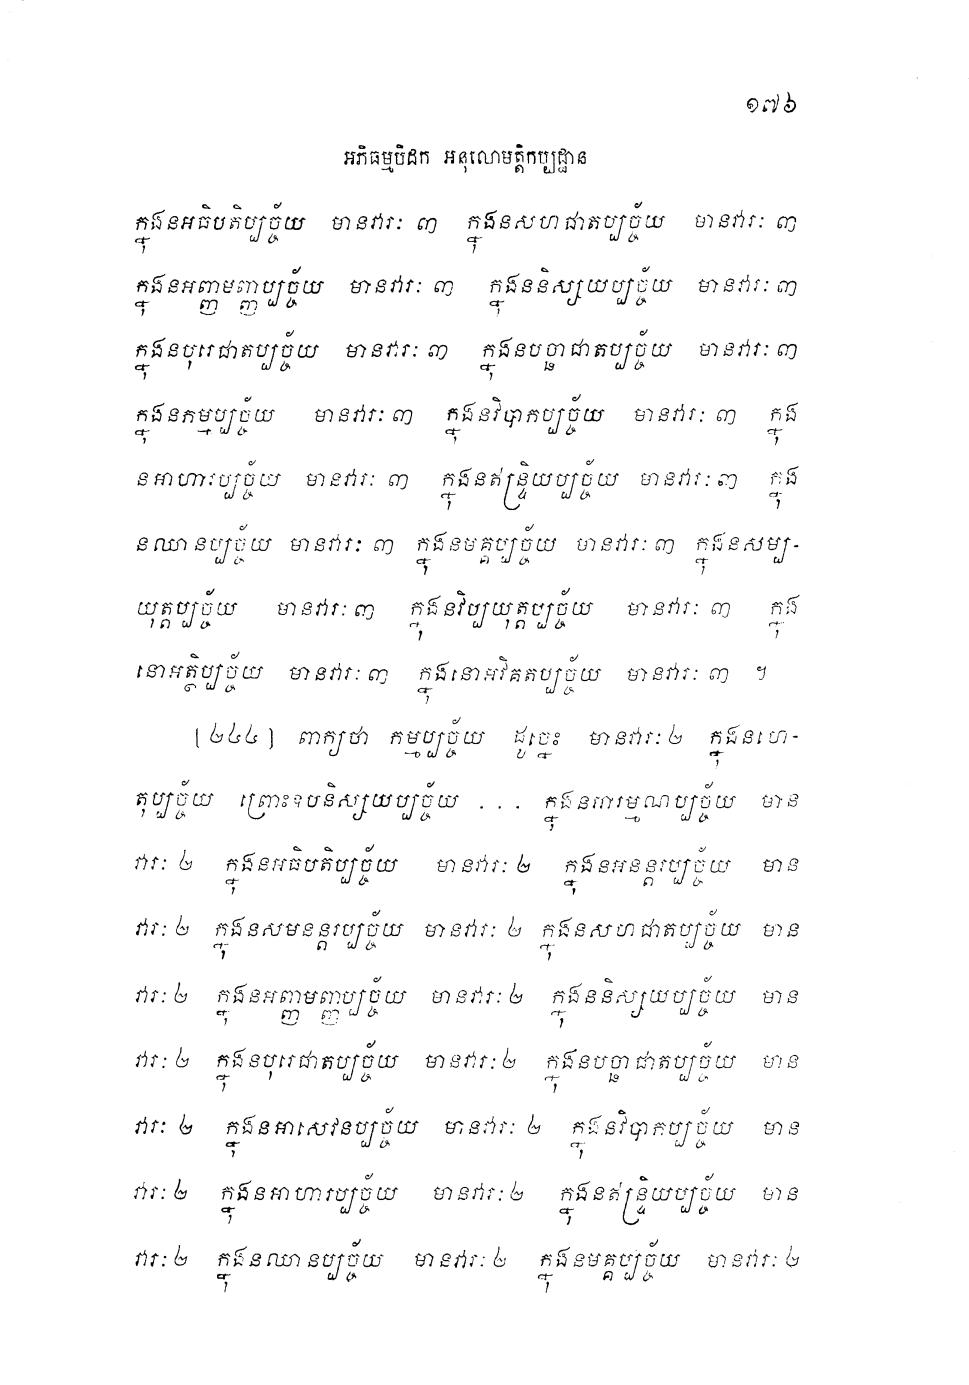 ១៧៦
អភិធម្មបិដក អនុលោមត្តិកប្បដ្ឋាន
ក្នុងនអធិបតិប្បច្ច័យ មានវារៈ ៣ ក្នុងនសហជាតប្បច្ច័យ មានវារៈ ៣
ក្នុងនអញ្ញមញ្ញប្បច្ច័យ មានវារៈ ៣ ក្នុងននិស្សយប្បច្ច័យ មានវារៈ ៣
ក្នុងនបុរេជាតប្បច្ច័យ មានវារៈ ៣ ក្នុងនបច្ឆាជាតប្បច្ច័យ មានវារៈ ៣
ក្នុងនកម្មប្បច្ច័យ មានវារៈ ៣ ក្នុងនវិបាកប្បច្ច័យ មានវារៈ ៣ ក្នុង
នអាហារប្បច្ច័យ មានវារៈ ៣ ក្នុងនឥន្ទ្រិយប្បច្ច័យ មានវារៈ ៣ ក្នុង
នឈានប្បច្ច័យ មានវារៈ ៣ ក្នុងនមគ្គប្បច្ច័យ មានវារៈ ៣ ក្នុងនសម្ប-
យុត្តប្បច្ច័យ មានវារៈ ៣ ក្នុងនវិប្បយុត្តប្បច្ច័យ មានវារៈ ៣ ក្នុង
នោអត្ថិប្បច្ច័យ មានវារៈ ៣ ក្នុងនោអវិគតប្បច្ច័យ មានវារៈ ៣ ។
[២៤៤] ពាក្យថា កម្មប្បច្ច័យ ដូច្នេះ មានវារៈ ២ ក្នុងនហេ-
តុប្បច្ច័យ ព្រោះឧបនិស្សយប្បច្ច័យ . . . ក្នុងនអារម្មណប្បច្ច័យ មាន
វារៈ ២ ក្នុងនអធិបតិប្បច្ច័យ មានវារៈ ២ ក្នុងនអនន្តរប្បច្ច័យ មាន
វារៈ ២ ក្នុងនសមនន្តរប្បច្ច័យ មានវារៈ ២ ក្នុងនសហជាតប្បច្ច័យ មាន
វារៈ ២ ក្នុងនអញ្ញមញ្ញប្បច្ច័យ មានវារៈ ២ ក្នុងននិស្សយប្បច្ច័យ មាន
វារៈ ២ ក្នុងនបុរេជាតប្បច្ច័យ មានវារៈ ២ ក្នុងនបច្ឆាជាតប្បច្ច័យ មាន
វារៈ ២ ក្នុងនអាសេវនប្បច្ច័យ មានវារៈ ២ ក្នុងនវិបាកប្បច្ច័យ មាន
វារៈ ២ ក្នុងនអាហារប្បច្ច័យ មានវារៈ ២ ក្នុងនឥន្ទ្រិយប្បច្ច័យ មាន
វារៈ ២ ក្នុងនឈានប្បច្ច័យ មានវារៈ ២ ក្នុងនមគ្គប្បច្ច័យ មានវារៈ ២